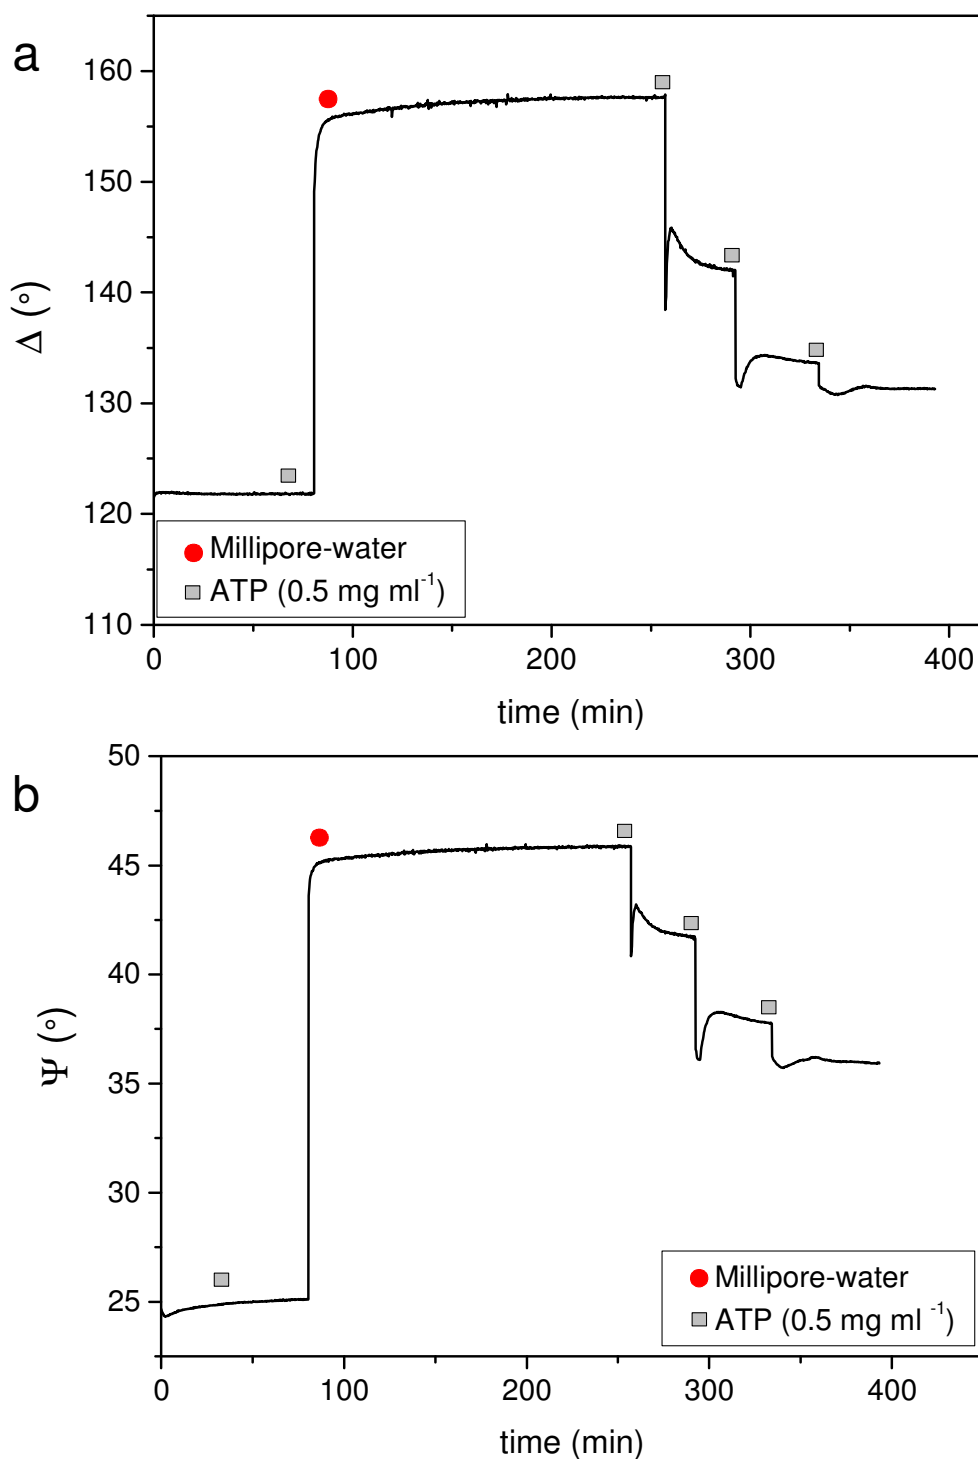 a
160
150
140
130
120
110
Δ (°)
Millipore-water
ATP (0.5 mg ml⁻¹)
0 100 200 300 400
time (min)
b
50
45
40
35
30
25
Ψ (°)
Millipore-water
ATP (0.5 mg ml ⁻¹)
0 100 200 300 400
time (min)